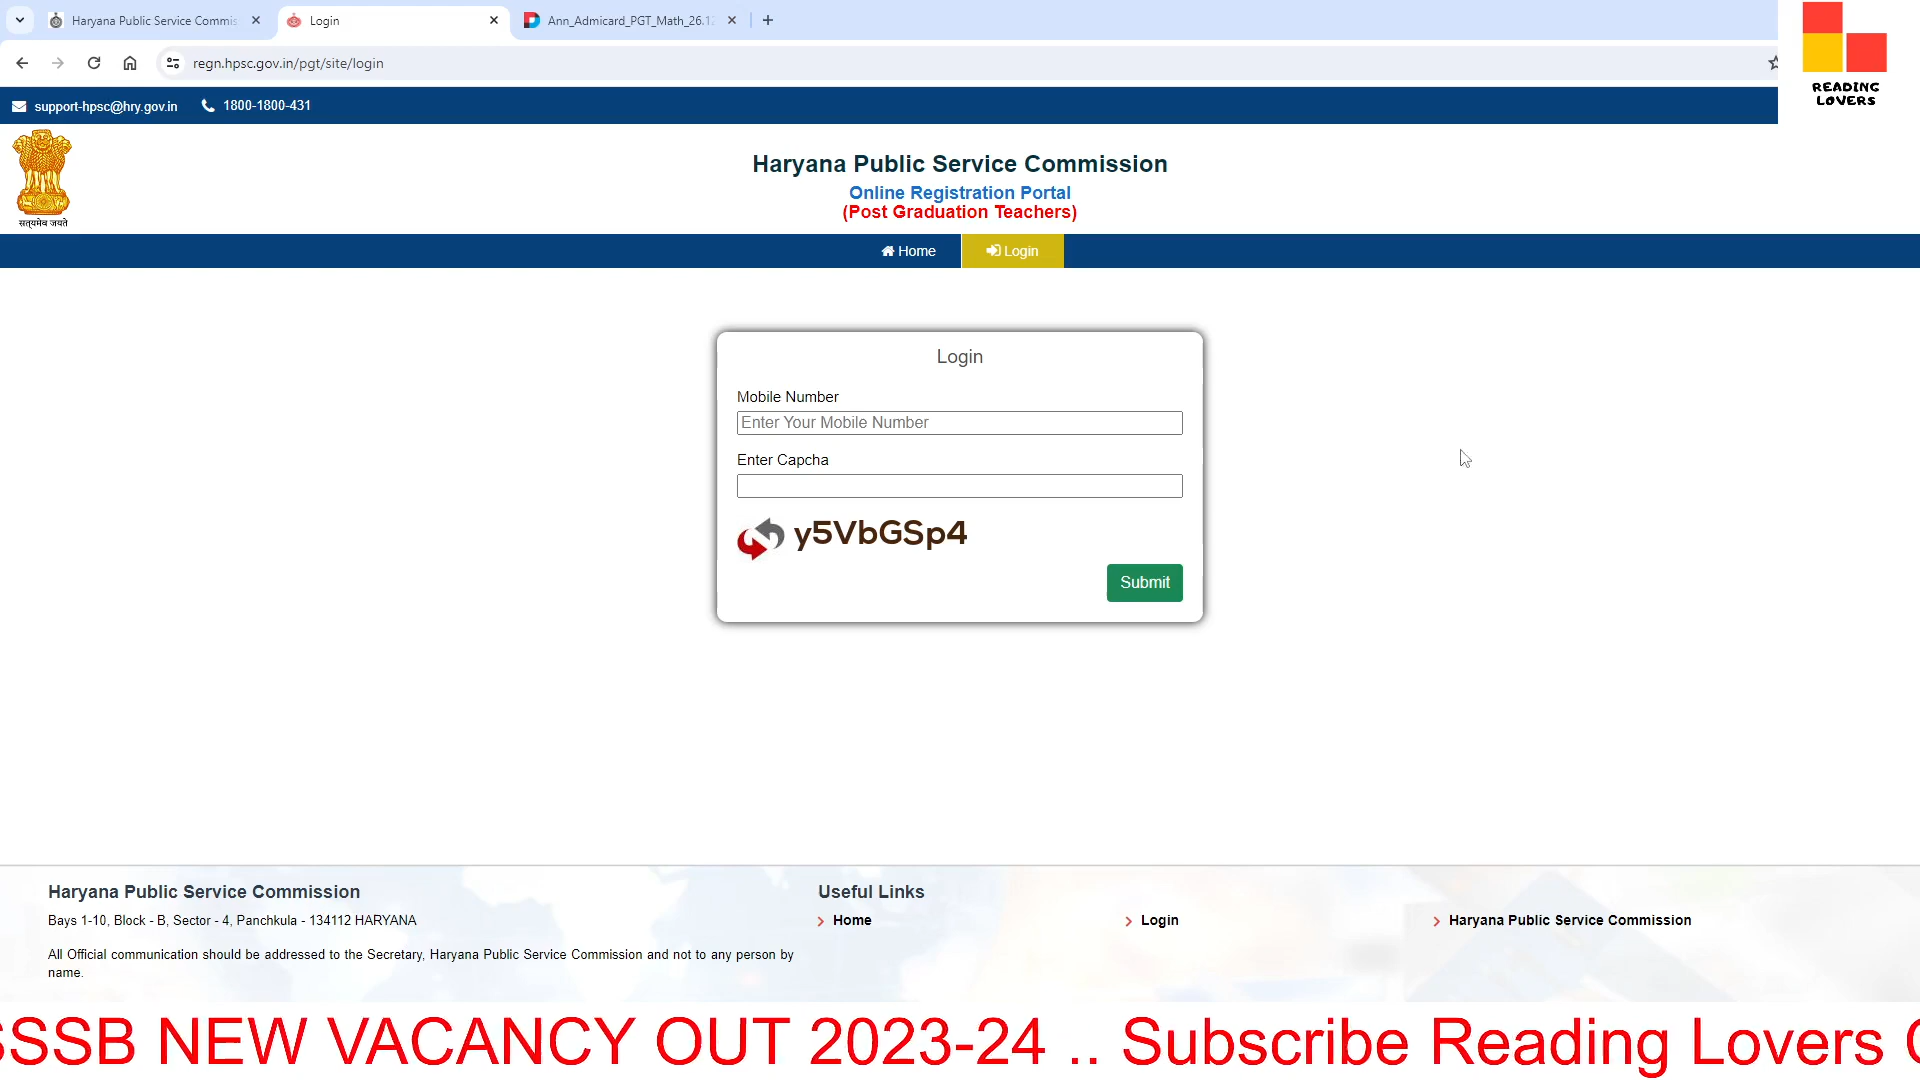 Haryana Public Service Commis
Login
Ann_Admicard_PGT_Math_26.12
regn.hpsc.gov.in/pgt/site/login
READING
LOVERS
support-hpsc@hry.gov.in
1800-1800-431
सत्यमेव जयते
Haryana Public Service Commission
Online Registration Portal
(Post Graduation Teachers)
Home
Login
Login
Mobile Number
Enter Your Mobile Number
Enter Capcha
y5VbGSp4
Submit
Haryana Public Service Commission
Bays 1-10, Block - B, Sector - 4, Panchkula - 134112 HARYANA
All Official communication should be addressed to the Secretary, Haryana Public Service Commission and not to any person by
name.
Useful Links
Home
Login
Haryana Public Service Commission
SSSB NEW VACANCY OUT 2023-24 .. Subscribe Reading Lovers